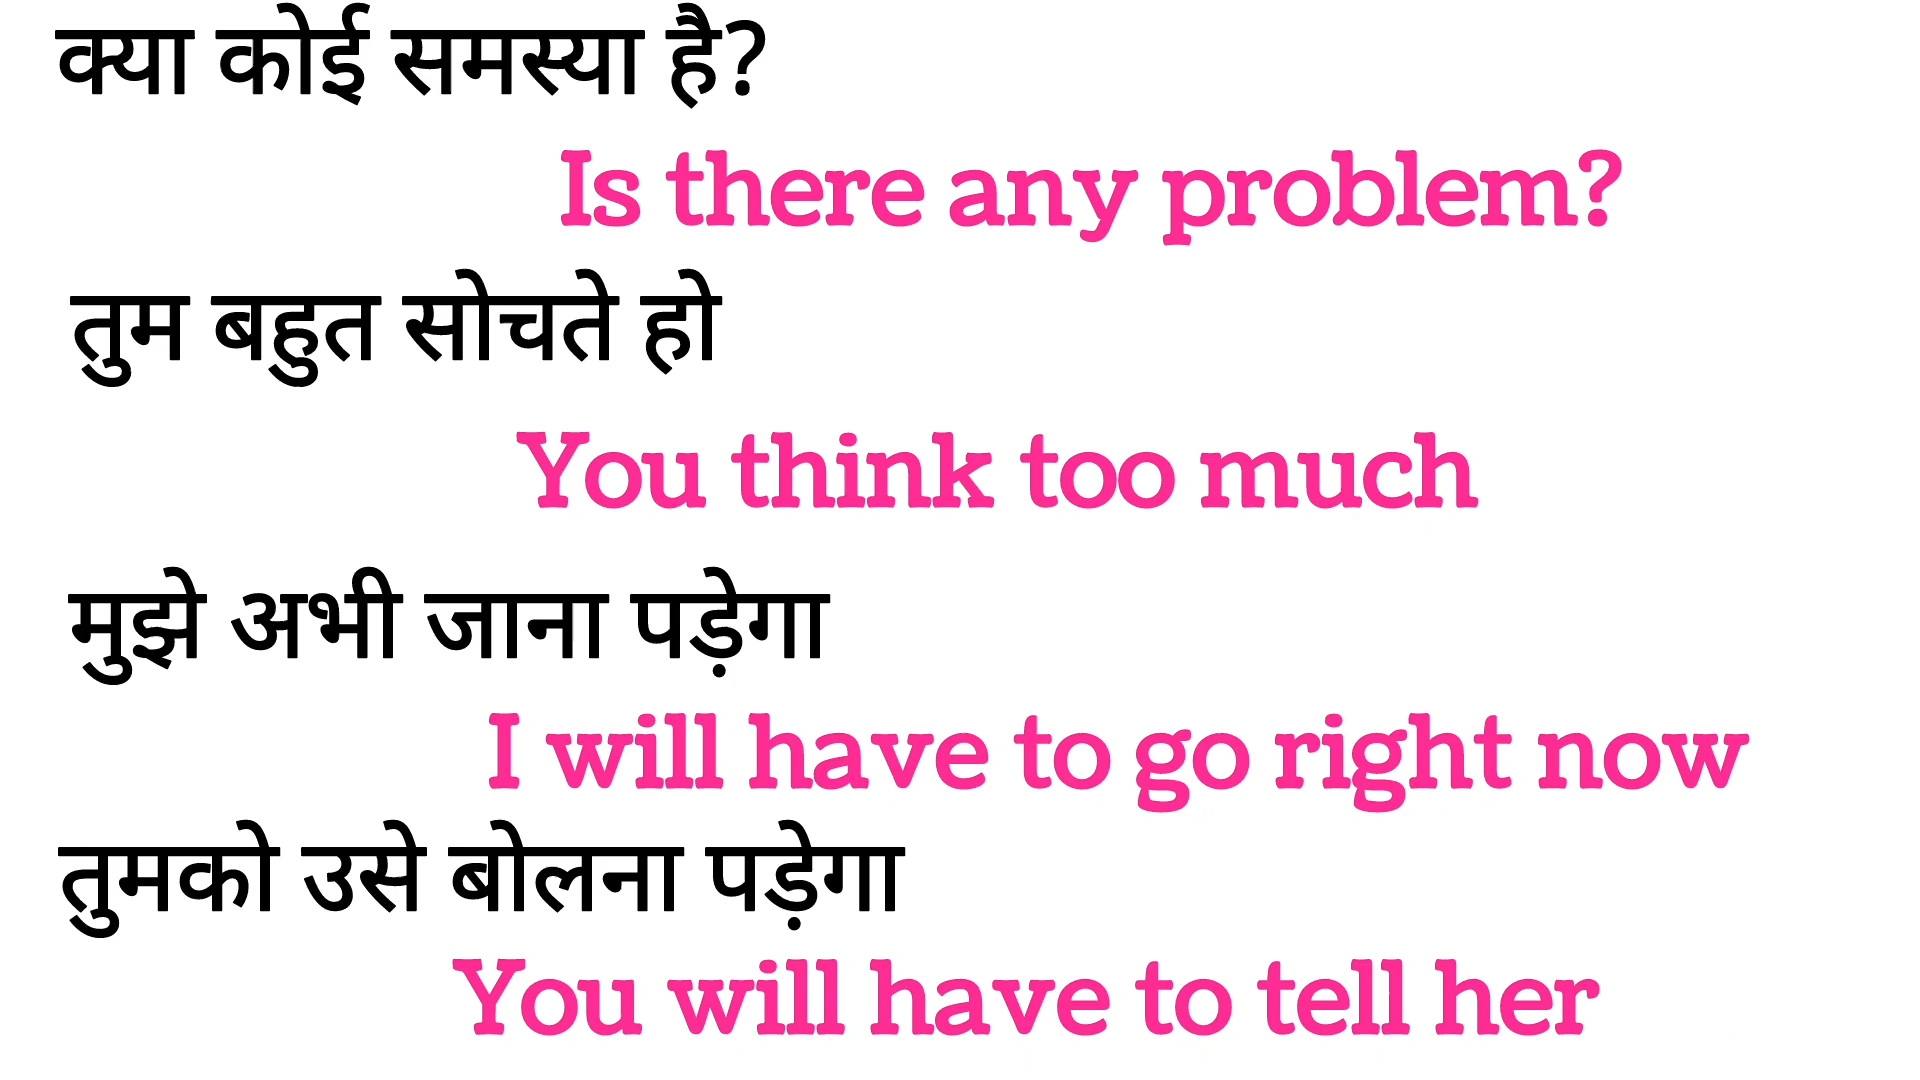 क्या कोई समस्या है?
Is there any problem?
तुम बहुत सोचते हो
You think too much
मुझे अभी जाना पड़ेगा
I will have to go right now
तुमको उसे बोलना पड़ेगा
You will have to tell her